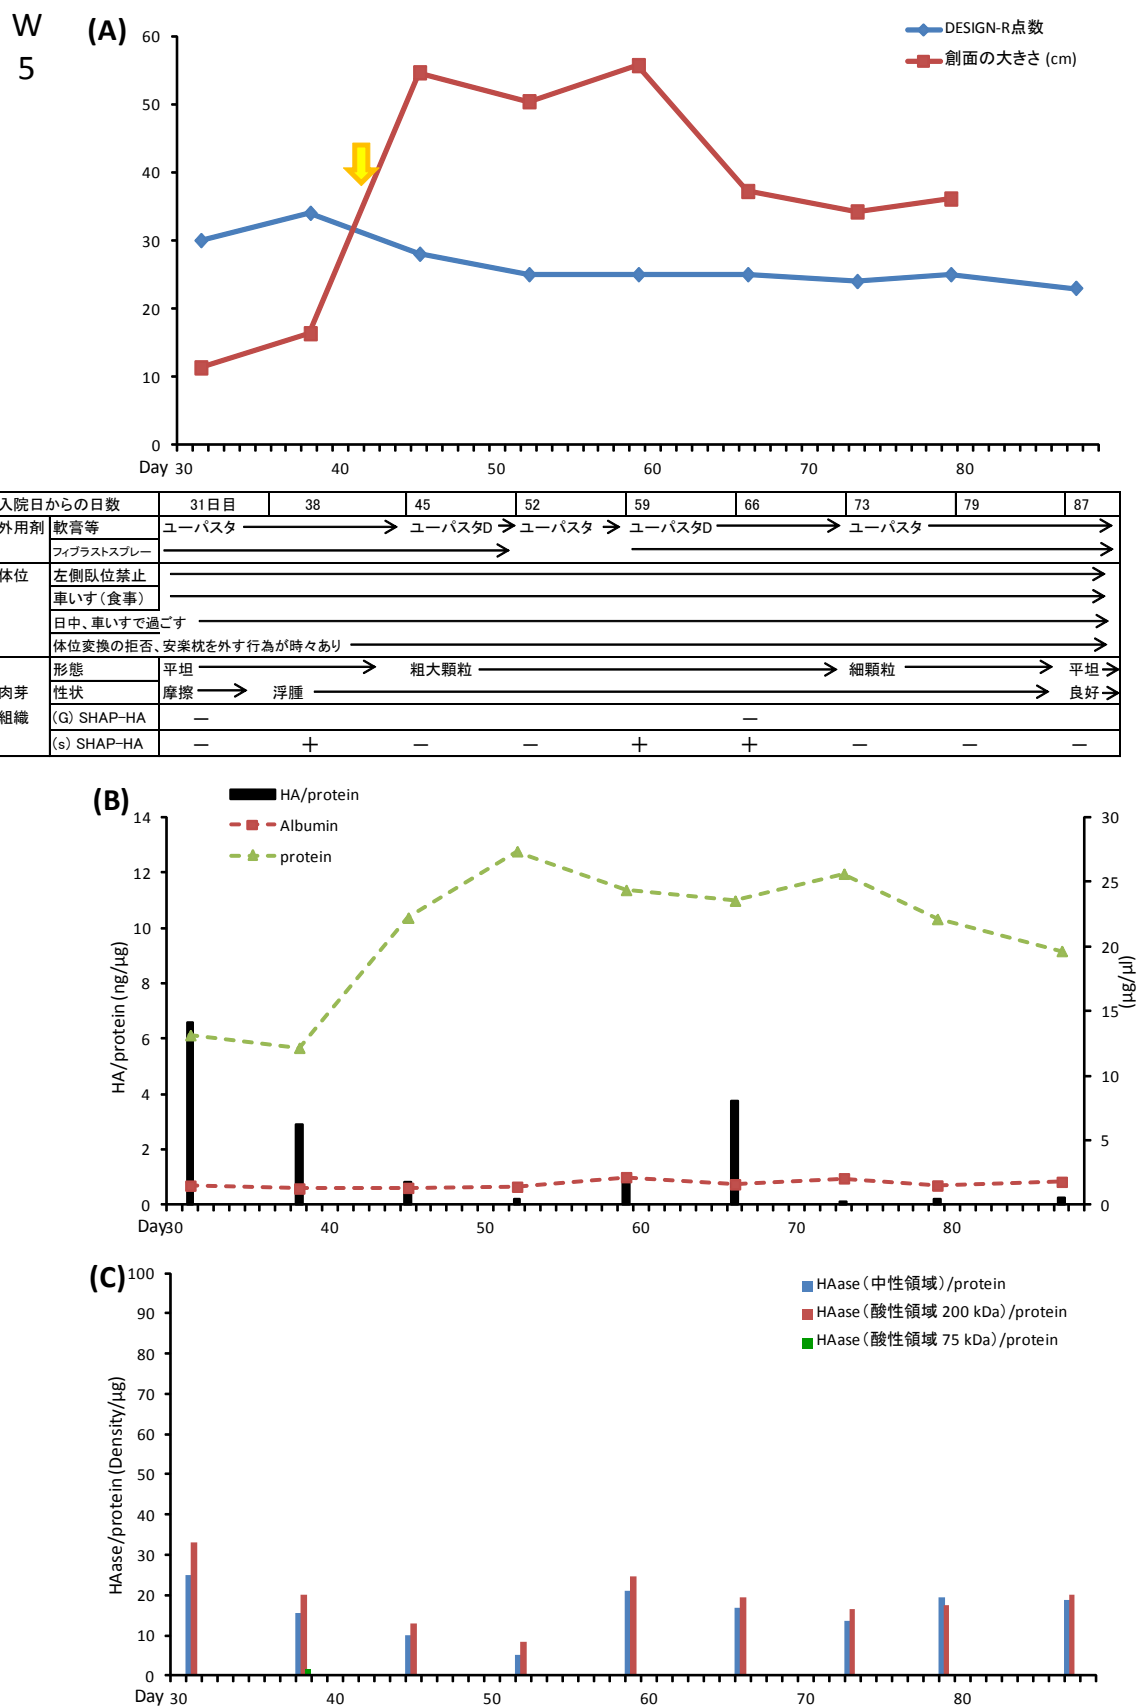 W
5
(A)
DESIGN-R点数
創面の大きさ (cm)
60
50
40
30
20
10
0
Day 30 40 50 60 70 80
入院日からの日数 31日目 38 45 52 59 66 73 79 87
外用剤 軟膏等 ユーパスタ ユーパスタD ユーパスタ ユーパスタD ユーパスタ
フィブラストスプレー
体位 左側臥位禁止
車いす(食事)
日中、車いすで過ごす
体位変換の拒否、安楽枕を外す行為が時々あり
形態 平坦 粗大顆粒 細顆粒 平坦
肉芽 性状 摩擦 浮腫 良好
組織 (G) SHAP-HA — —
(s) SHAP-HA — + — — + + — — —
(B)
HA/protein
Albumin
protein
14
12
10
8
6
4
2
0
HA/protein (ng/μg)
30
25
20
15
10
5
0
(μg/μl)
Day30 40 50 60 70 80
(C)
HAase(中性領域)/protein
HAase(酸性領域 200 kDa)/protein
HAase(酸性領域 75 kDa)/protein
100
90
80
70
60
50
40
30
20
10
0
HAase/protein (Density/μg)
Day 30 40 50 60 70 80